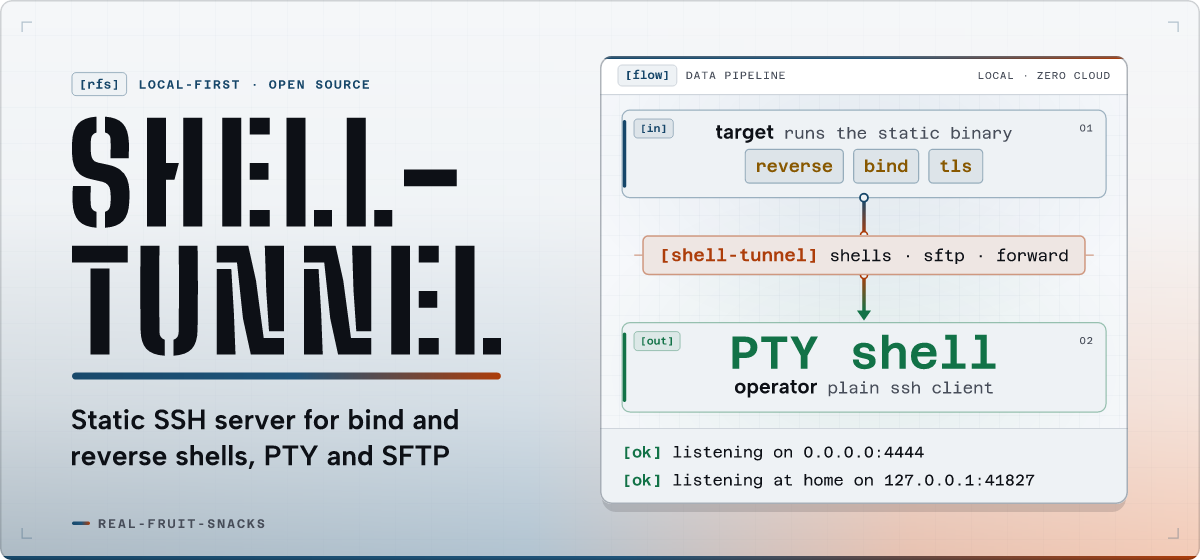 [rfs] LOCAL-FIRST · OPEN SOURCE
SHELL-
TUNNEL
Static SSH server for bind and
reverse shells, PTY and SFTP
REAL-FRUIT-SNACKS
[flow] DATA PIPELINE LOCAL · ZERO CLOUD
[in] target runs the static binary 01
reverse bind tls
[shell-tunnel] shells · sftp · forward
[out] PTY shell 02
operator plain ssh client
[ok] listening on 0.0.0.0:4444
[ok] listening at home on 127.0.0.1:41827